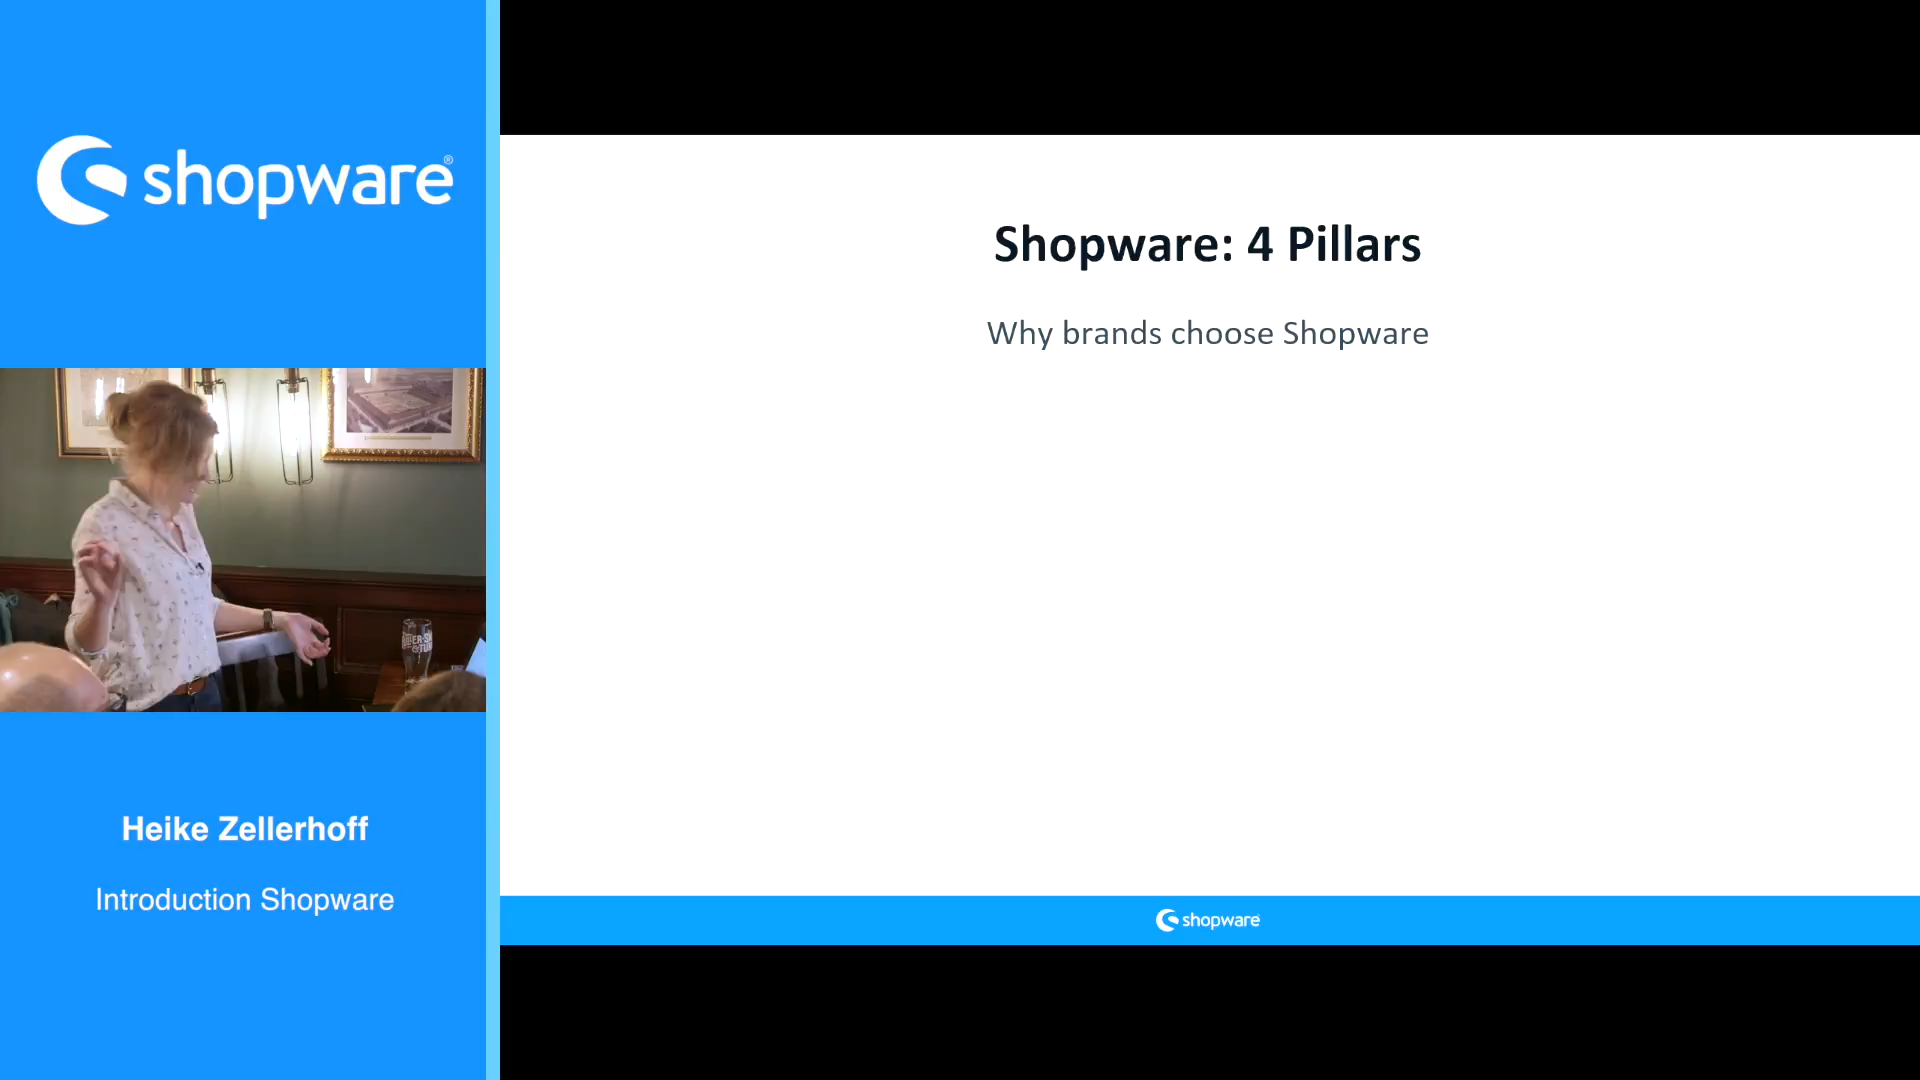 shopware®
Heike Zellerhoff
Introduction Shopware
Shopware: 4 Pillars
Why brands choose Shopware
shopware